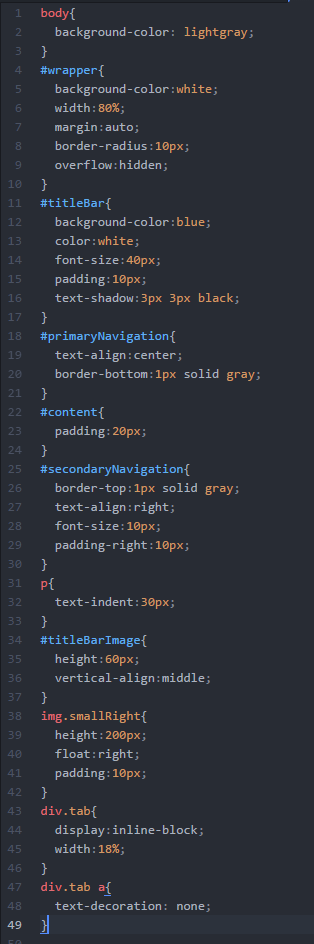 1 body{
2   background-color: lightgray;
3 }
4 #wrapper{
5   background-color:white;
6   width:80%;
7   margin:auto;
8   border-radius:10px;
9   overflow:hidden;
10 }
11 #titleBar{
12   background-color:blue;
13   color:white;
14   font-size:40px;
15   padding:10px;
16   text-shadow:3px 3px black;
17 }
18 #primaryNavigation{
19   text-align:center;
20   border-bottom:1px solid gray;
21 }
22 #content{
23   padding:20px;
24 }
25 #secondaryNavigation{
26   border-top:1px solid gray;
27   text-align:right;
28   font-size:10px;
29   padding-right:10px;
30 }
31 p{
32   text-indent:30px;
33 }
34 #titleBarImage{
35   height:60px;
36   vertical-align:middle;
37 }
38 img.smallRight{
39   height:200px;
40   float:right;
41   padding:10px;
42 }
43 div.tab{
44   display:inline-block;
45   width:18%;
46 }
47 div.tab a{
48   text-decoration: none;
49 }
50